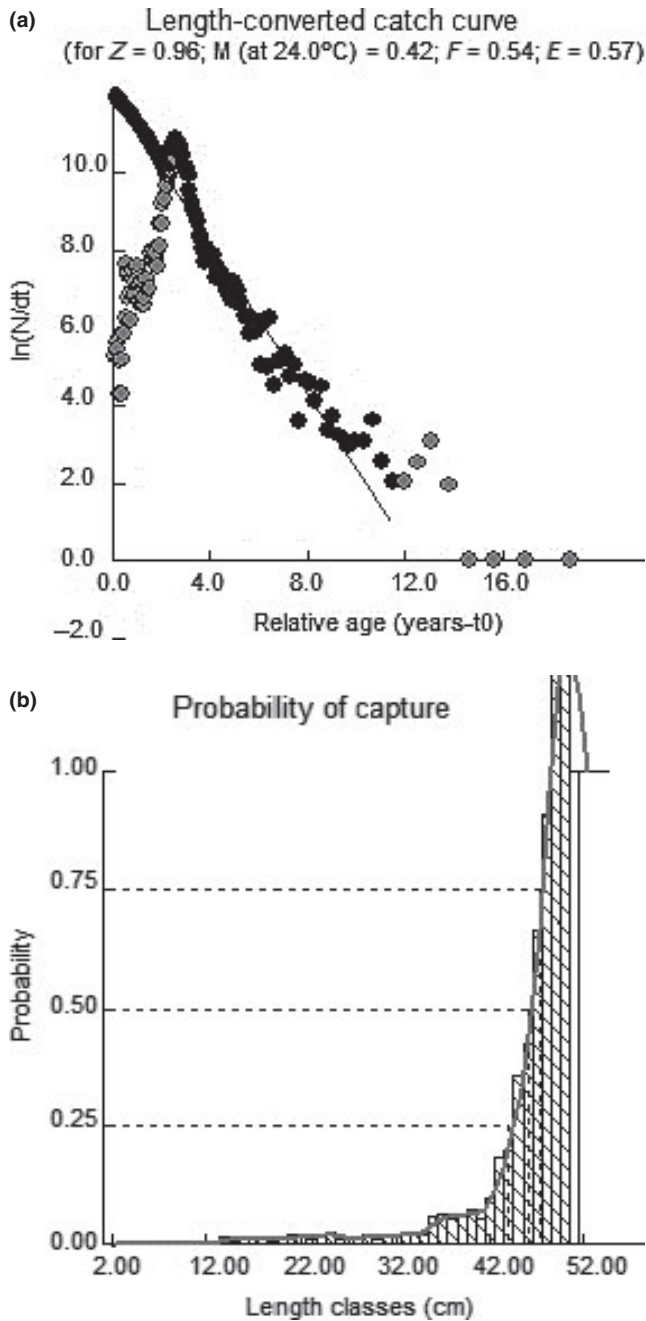 (a)
Length-converted catch curve
(for Z = 0.96; M (at 24.0°C) = 0.42; F = 0.54; E = 0.57)
10.0
8.0
6.0
4.0
2.0
0.0
–2.0
ln(N/dt)
0.0 4.0 8.0 12.0 16.0
Relative age (years–t0)
(b)
Probability of capture
1.00
0.75
0.50
0.25
0.00
Probability
2.00 12.00 22.00 32.00 42.00 52.00
Length classes (cm)